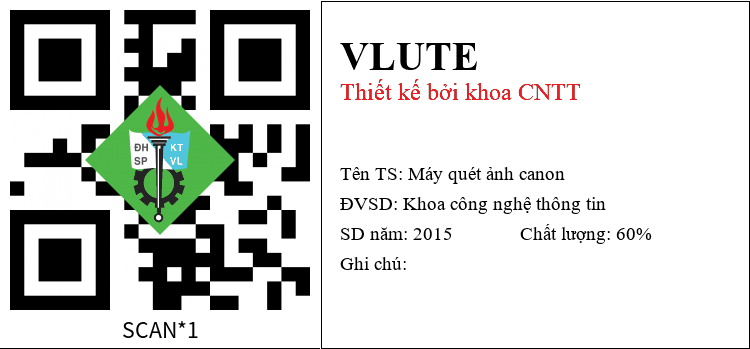 ĐH KT
SP VL
SCAN*1
VLUTE
Thiết kế bởi khoa CNTT
Tên TS: Máy quét ảnh canon
ĐVSD: Khoa công nghệ thông tin
SD năm: 2015 Chất lượng: 60%
Ghi chú: